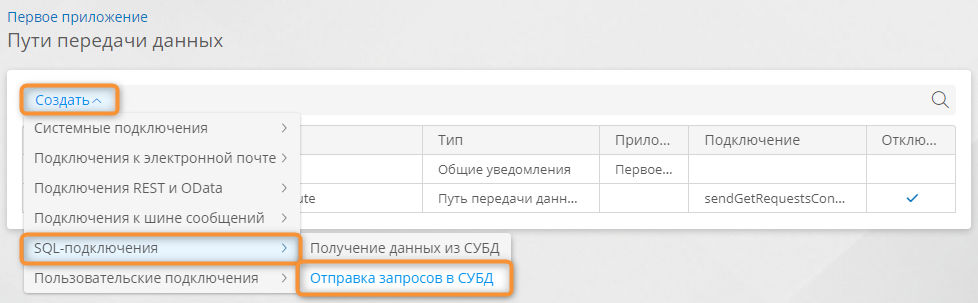 Первое приложение
Пути передачи данных
Создать
Системные подключения
Подключения к электронной почте
Подключения REST и OData
Подключения к шине сообщений
SQL-подключения
Пользовательские подключения
Получение данных из СУБД
Отправка запросов в СУБД
Тип Прило... Подключение Отклю...
Общие уведомления Первое...
ute Путь передачи данн... sendGetRequestsCon...